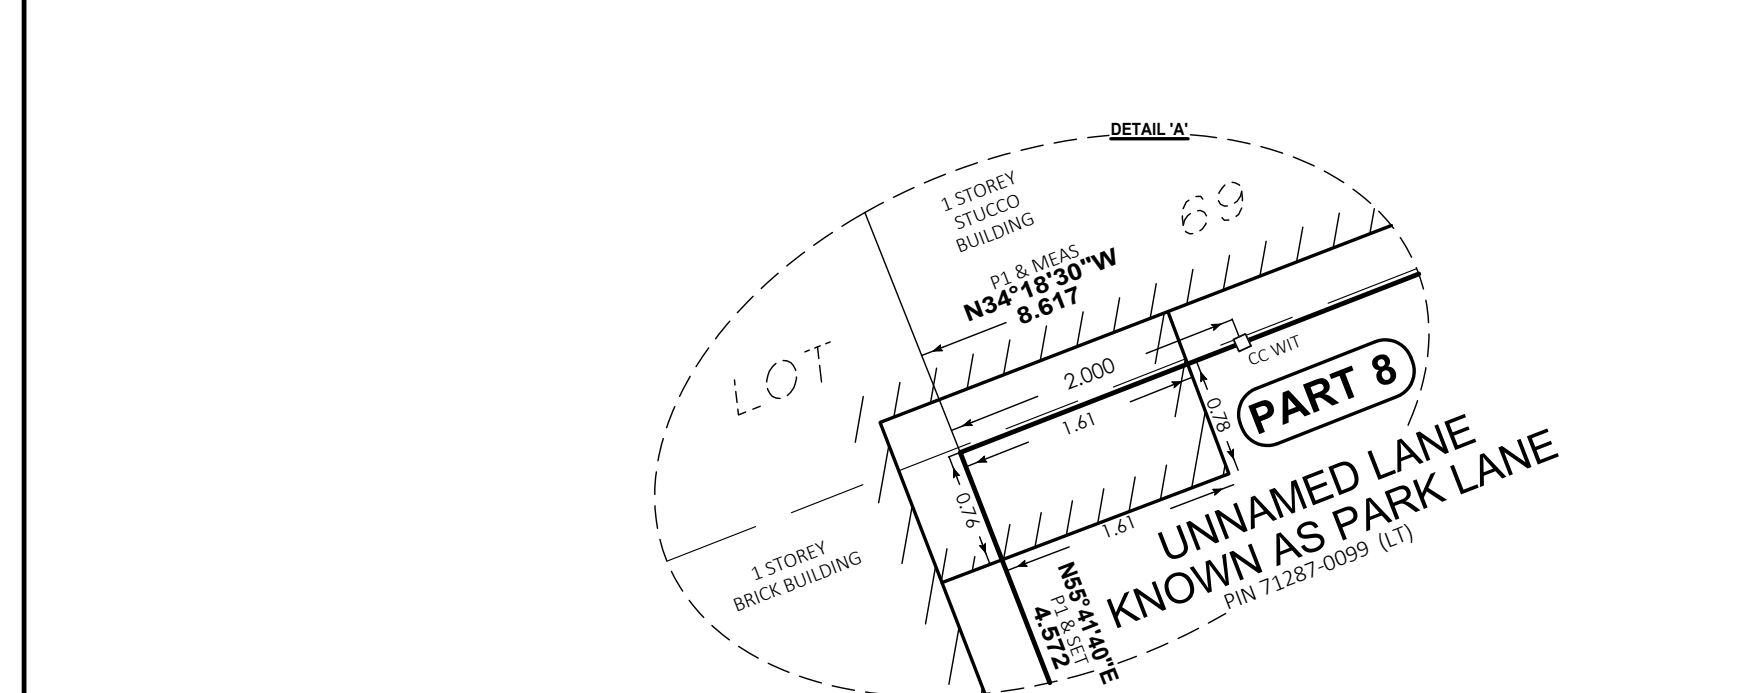 DETAIL 'A'
1 STOREY
STUCCO
BUILDING
69
P1 & MEAS
N34°18'30"W
8.617
LOT
2.000
CC WIT
1.61
0.78
PART 8
0.76
1.61
UNNAMED LANE
KNOWN AS PARK LANE
PIN 71287-0099 (LT)
1 STOREY
BRICK BUILDING
N55°41'40"E
P1 & SET
4.572